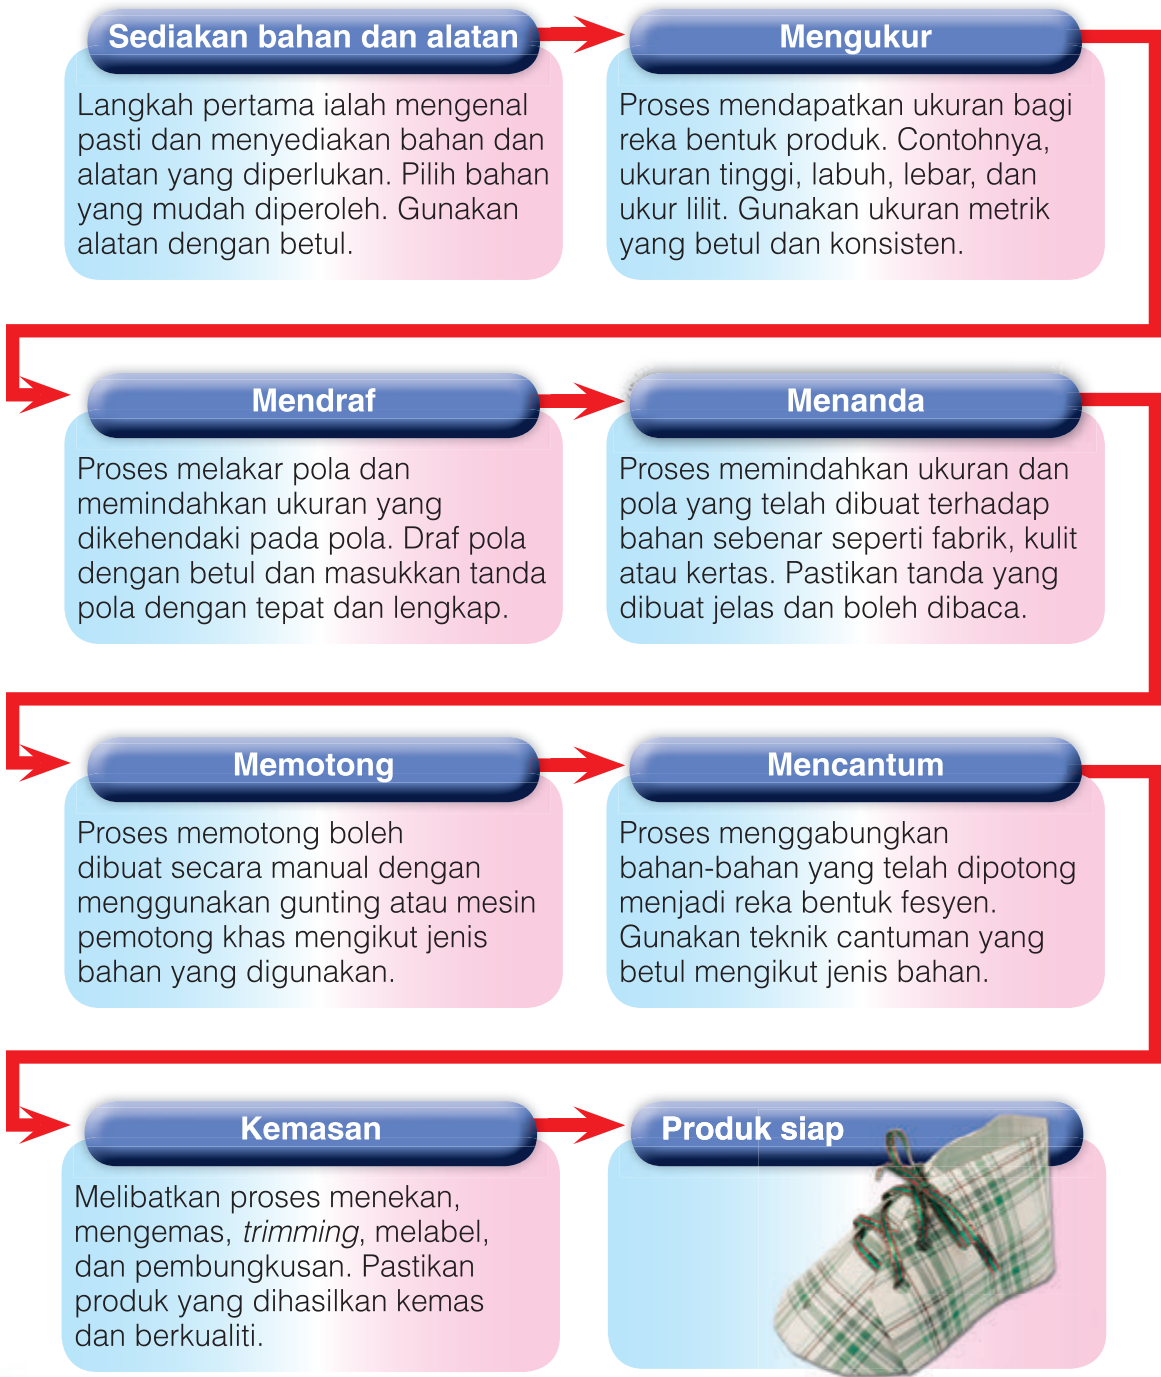 Sediakan bahan dan alatan
Langkah pertama ialah mengenal
pasti dan menyediakan bahan dan
alatan yang diperlukan. Pilih bahan
yang mudah diperoleh. Gunakan
alatan dengan betul.
Mengukur
Proses mendapatkan ukuran bagi
reka bentuk produk. Contohnya,
ukuran tinggi, labuh, lebar, dan
ukur lilit. Gunakan ukuran metrik
yang betul dan konsisten.
Mendraf
Proses melakar pola dan
memindahkan ukuran yang
dikehendaki pada pola. Draf pola
dengan betul dan masukkan tanda
pola dengan tepat dan lengkap.
Menanda
Proses memindahkan ukuran dan
pola yang telah dibuat terhadap
bahan sebenar seperti fabrik, kulit
atau kertas. Pastikan tanda yang
dibuat jelas dan boleh dibaca.
Memotong
Proses memotong boleh
dibuat secara manual dengan
menggunakan gunting atau mesin
pemotong khas mengikut jenis
bahan yang digunakan.
Mencantum
Proses menggabungkan
bahan-bahan yang telah dipotong
menjadi reka bentuk fesyen.
Gunakan teknik cantuman yang
betul mengikut jenis bahan.
Kemasan
Melibatkan proses menekan,
mengemas, trimming, melabel,
dan pembungkusan. Pastikan
produk yang dihasilkan kemas
dan berkualiti.
Produk siap